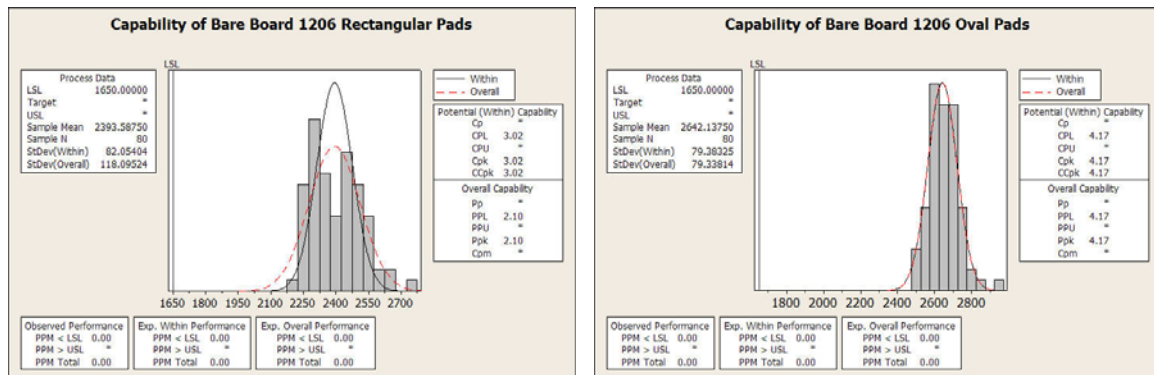 Capability of Bare Board 1206 Rectangular Pads
LSL
Process Data
LSL 1650.00000
Target *
USL *
Sample Mean 2393.58750
Sample N 80
StDev(Within) 82.05404
StDev(Overall) 118.09524
Within
Overall
Potential (Within) Capability
Cp *
CPL 3.02
CPU *
Cpk 3.02
CCpk 3.02
Overall Capability
Pp *
PPL 2.10
PPU *
Ppk 2.10
Cpm *
1650 1800 1950 2100 2250 2400 2550 2700
Observed Performance
PPM < LSL 0.00
PPM > USL *
PPM Total 0.00
Exp. Within Performance
PPM < LSL 0.00
PPM > USL *
PPM Total 0.00
Exp. Overall Performance
PPM < LSL 0.00
PPM > USL *
PPM Total 0.00
Capability of Bare Board 1206 Oval Pads
LSL
Process Data
LSL 1650.00000
Target *
USL *
Sample Mean 2642.13750
Sample N 80
StDev(Within) 79.38325
StDev(Overall) 79.33814
Within
Overall
Potential (Within) Capability
Cp *
CPL 4.17
CPU *
Cpk 4.17
CCpk 4.17
Overall Capability
Pp *
PPL 4.17
PPU *
Ppk 4.17
Cpm *
1800 2000 2200 2400 2600 2800
Observed Performance
PPM < LSL 0.00
PPM > USL *
PPM Total 0.00
Exp. Within Performance
PPM < LSL 0.00
PPM > USL *
PPM Total 0.00
Exp. Overall Performance
PPM < LSL 0.00
PPM > USL *
PPM Total 0.00